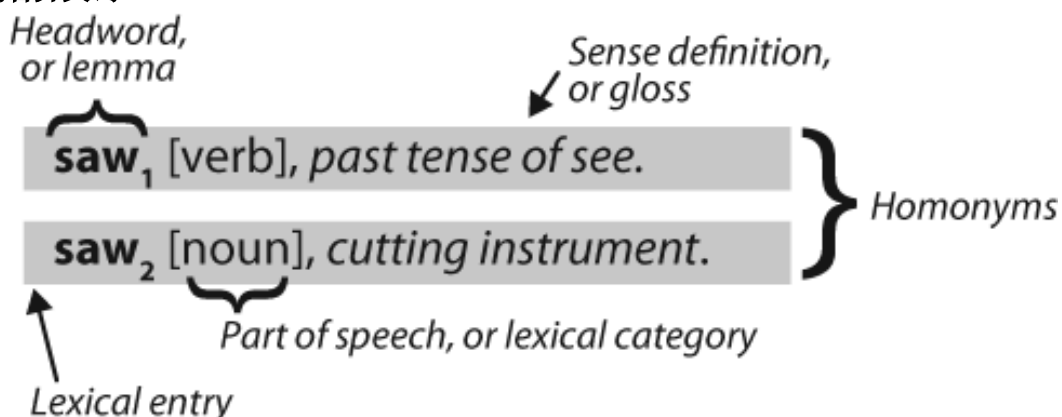 Headword,
or lemma
Sense definition,
or gloss
saw1 [verb], past tense of see.
Homonyms
saw2 [noun], cutting instrument.
Part of speech, or lexical category
Lexical entry